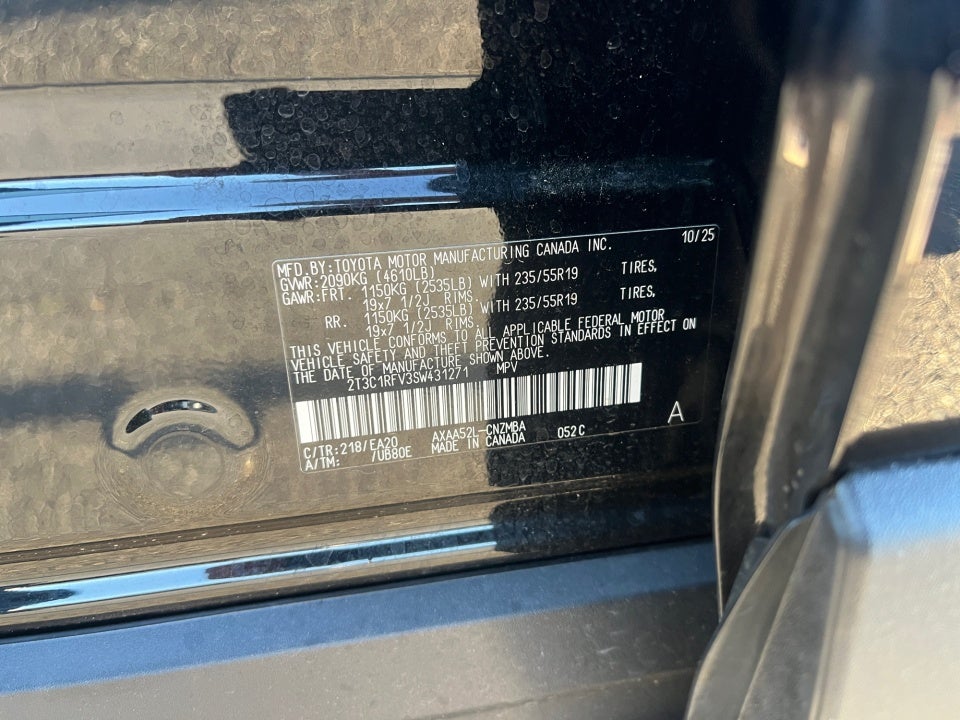 MFD.BY:TOYOTA MOTOR MANUFACTURING CANADA INC. 10/25
GVWR:2090KG (4610LB)
GAWR:FRT. 1150KG (2535LB) WITH 235/55R19 TIRES,
19x7 1/2J RIMS.
RR. 1150KG (2535LB) WITH 235/55R19 TIRES,
19x7 1/2J RIMS.
THIS VEHICLE CONFORMS TO ALL APPLICABLE FEDERAL MOTOR
VEHICLE SAFETY AND THEFT PREVENTION STANDARDS IN EFFECT ON
THE DATE OF MANUFACTURE SHOWN ABOVE.
2T3C1RFV3SW431271 MPV
C/TR:218/EA20 AXAA52L-CNZMBA 052C A
A/TM: /UB80E MADE IN CANADA